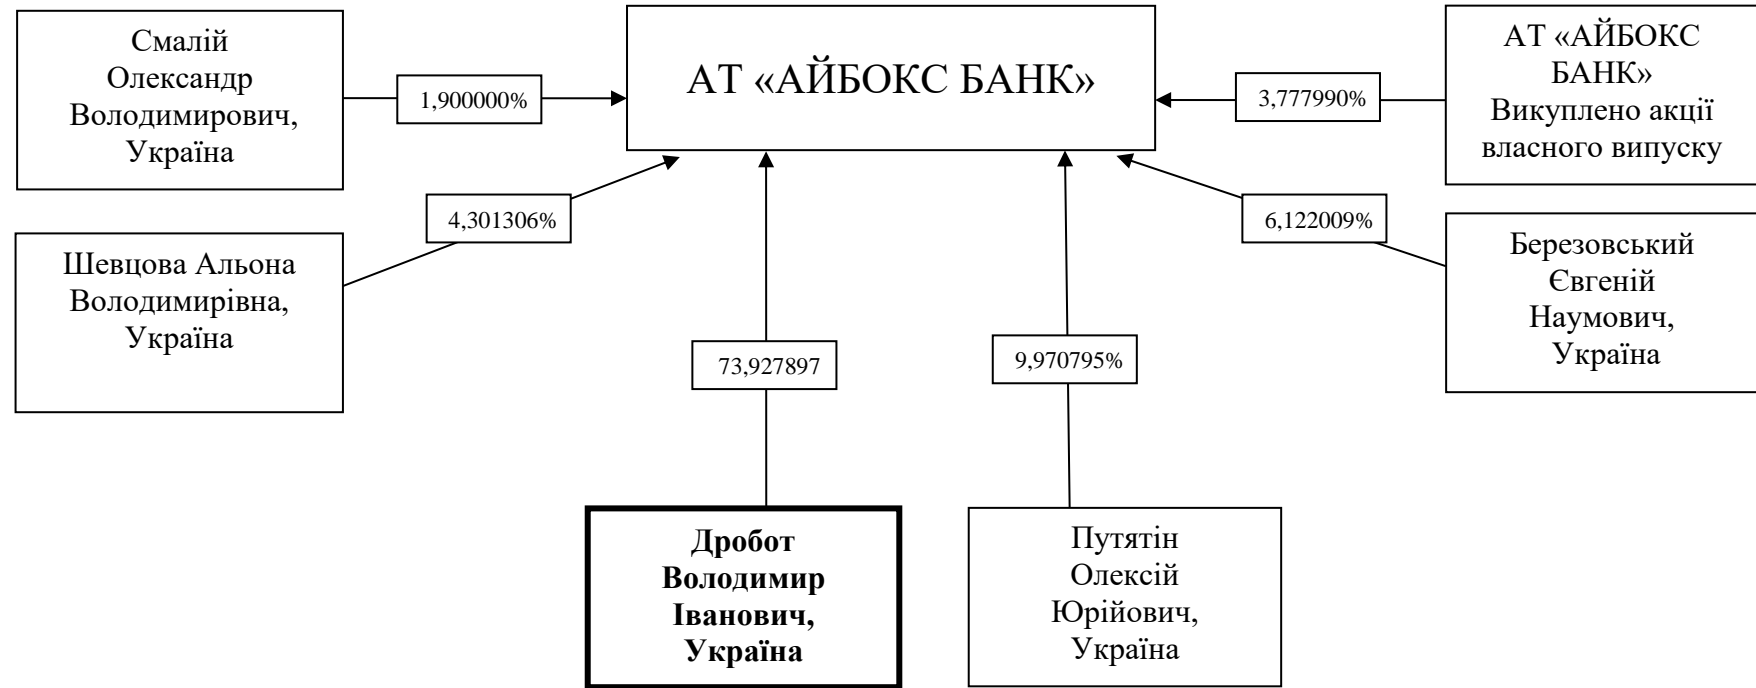 Смалій
Олександр
Володимирович,
Україна
1,900000%
АТ «АЙБОКС БАНК»
3,777990%
АТ «АЙБОКС
БАНК»
Викуплено акції
власного випуску
Шевцова Альона
Володимирівна,
Україна
4,301306%
6,122009%
Березовський
Євгеній
Наумович,
Україна
73,927897
9,970795%
Дробот
Володимир
Іванович,
Україна
Путятін
Олексій
Юрійович,
Україна